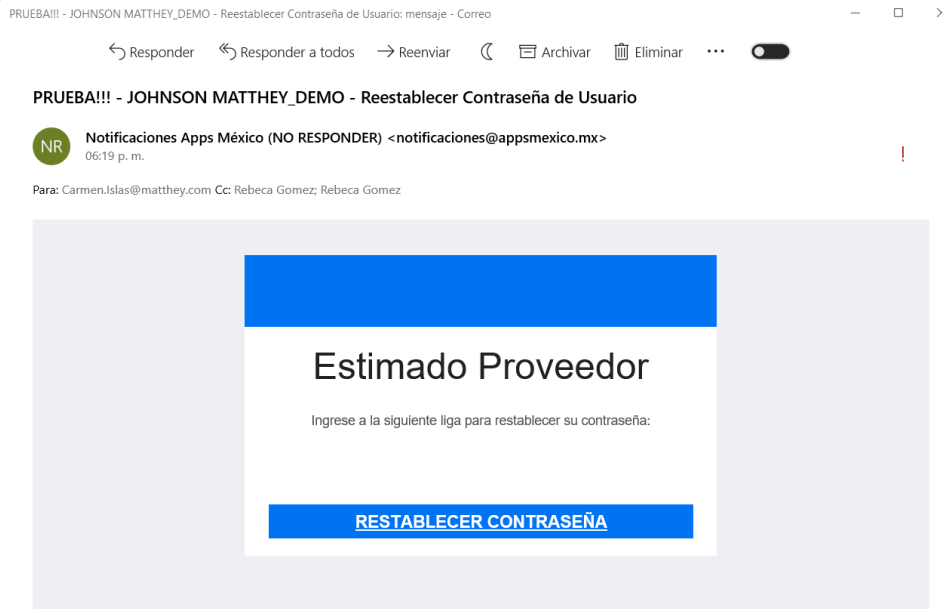 PRUEBA!!! - JOHNSON MATTHEY_DEMO - Reestablecer Contraseña de Usuario: mensaje - Correo
Responder Responder a todos Reenviar Archivar Eliminar
PRUEBA!!! - JOHNSON MATTHEY_DEMO - Reestablecer Contraseña de Usuario
NR
Notificaciones Apps México (NO RESPONDER) <notificaciones@appsmexico.mx>
06:19 p. m.
Para: Carmen.Islas@matthey.com Cc: Rebeca Gomez; Rebeca Gomez
Estimado Proveedor
Ingrese a la siguiente liga para restablecer su contraseña:
RESTABLECER CONTRASEÑA